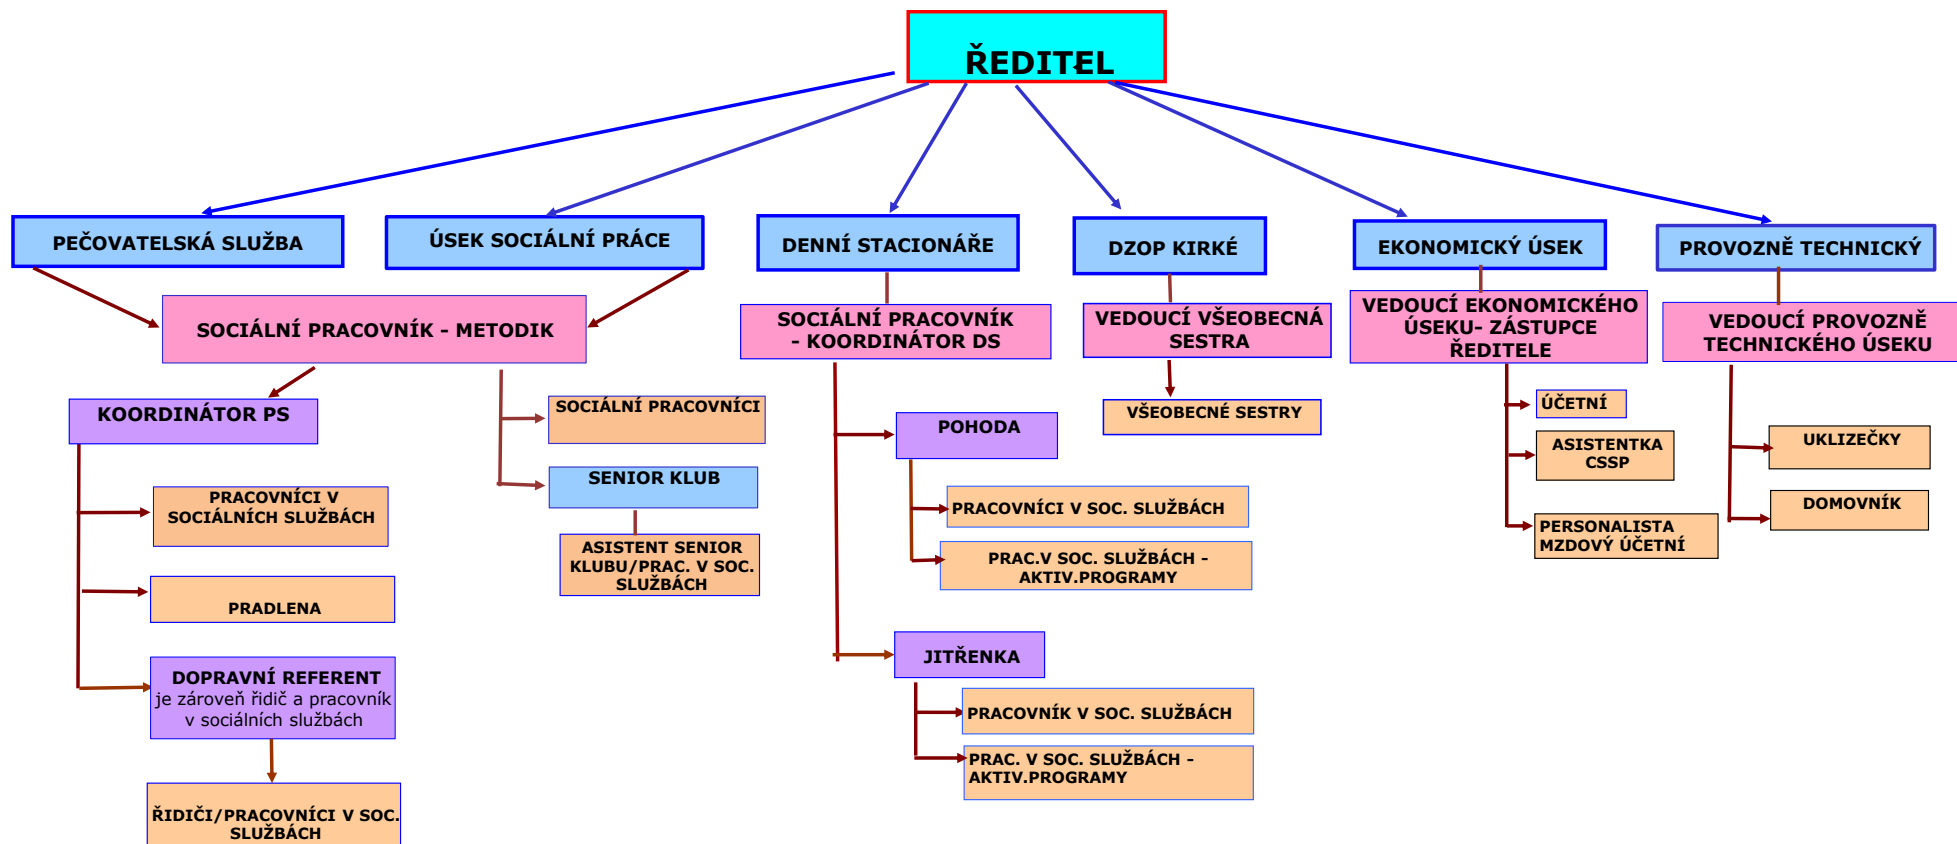 ŘEDITEL
PEČOVATELSKÁ SLUŽBA
ÚSEK SOCIÁLNÍ PRÁCE
DENNÍ STACIONÁŘE
DZOP KIRKÉ
EKONOMICKÝ ÚSEK
PROVOZNĚ TECHNICKÝ
SOCIÁLNÍ PRACOVNÍK - METODIK
SOCIÁLNÍ PRACOVNÍK
- KOORDINÁTOR DS
VEDOUCÍ VŠEOBECNÁ
SESTRA
VEDOUCÍ EKONOMICKÉHO
ÚSEKU- ZÁSTUPCE
ŘEDITELE
VEDOUCÍ PROVOZNĚ
TECHNICKÉHO ÚSEKU
KOORDINÁTOR PS
PRACOVNÍCI V
SOCIÁLNÍCH SLUŽBÁCH
PRADLENA
DOPRAVNÍ REFERENT
je zároveň řidič a pracovník
v sociálních službách
ŘIDIČI/PRACOVNÍCI V SOC.
SLUŽBÁCH
SOCIÁLNÍ PRACOVNÍCI
SENIOR KLUB
ASISTENT SENIOR
KLUBU/PRAC. V SOC.
SLUŽBÁCH
POHODA
PRACOVNÍCI V SOC. SLUŽBÁCH
PRAC.V SOC. SLUŽBÁCH -
AKTIV.PROGRAMY
JITŘENKA
PRACOVNÍK V SOC. SLUŽBÁCH
PRAC. V SOC. SLUŽBÁCH -
AKTIV.PROGRAMY
VŠEOBECNÉ SESTRY
ÚČETNÍ
ASISTENTKA
CSSP
PERSONALISTA
MZDOVÝ ÚČETNÍ
UKLIZEČKY
DOMOVNÍK